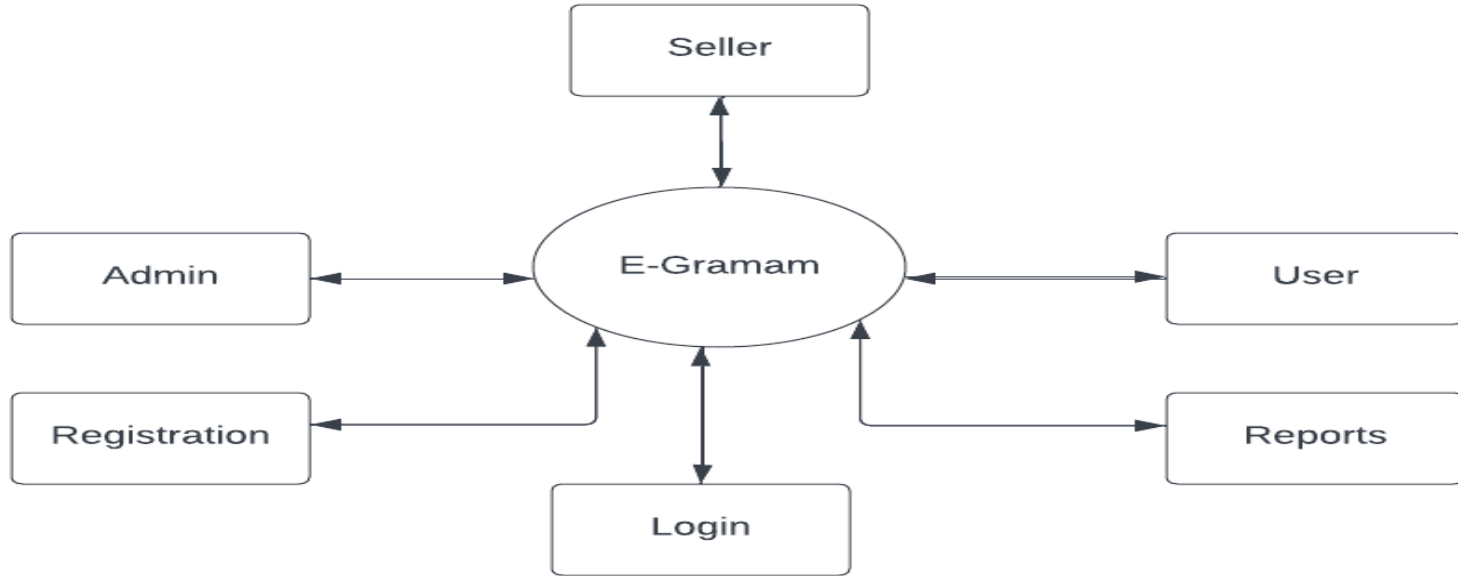 Seller
E-Gramam
Admin
User
Registration
Reports
Login